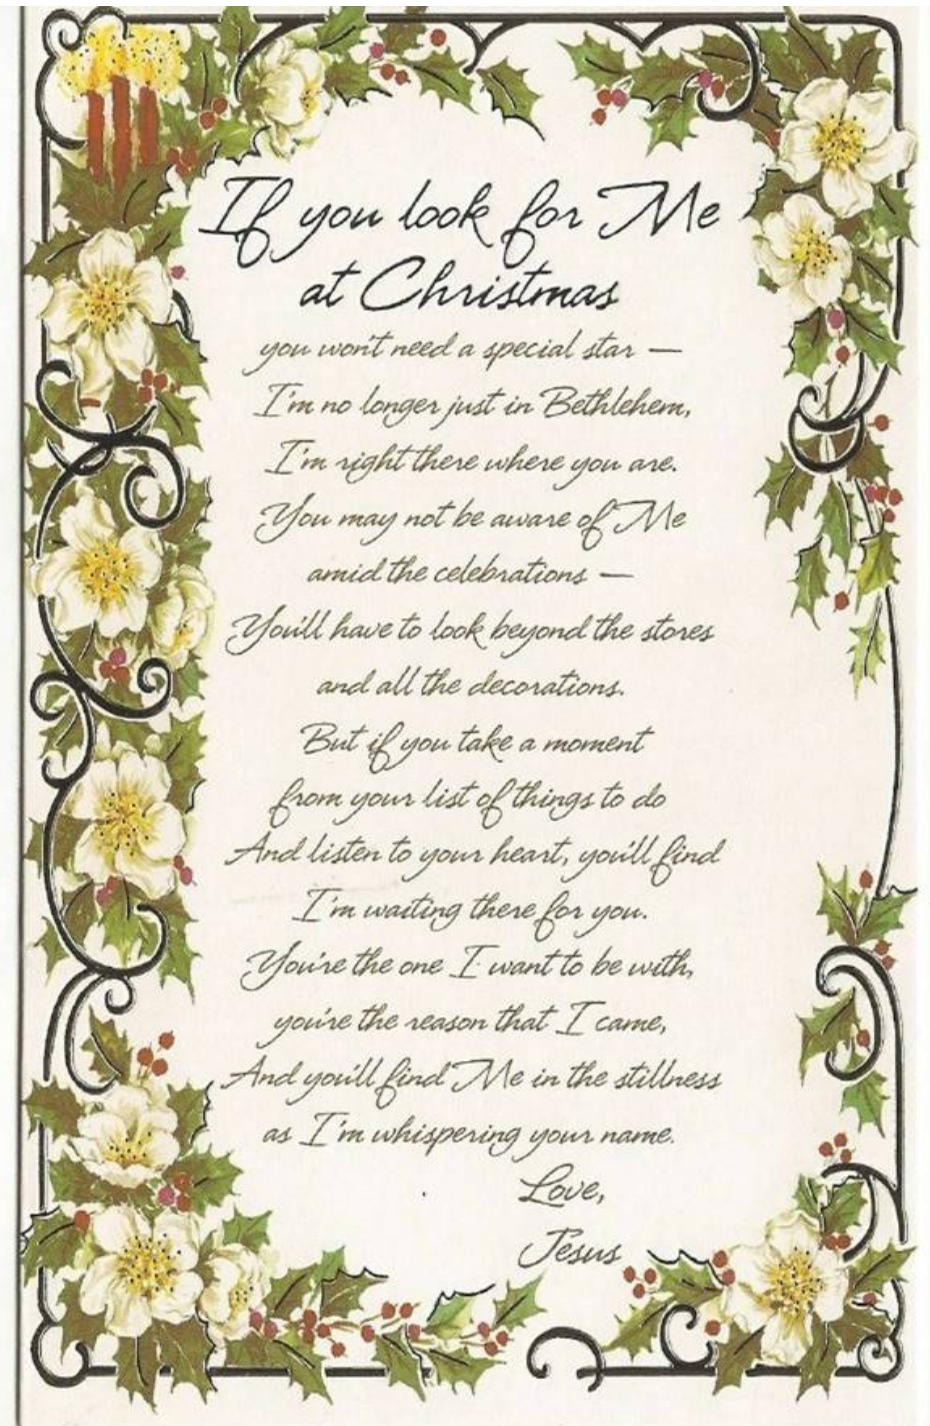 If you look for Me
at Christmas
you won't need a special star —
I'm no longer just in Bethlehem,
I'm right there where you are.
You may not be aware of Me
amid the celebrations —
You'll have to look beyond the stores
and all the decorations.
But if you take a moment
from your list of things to do
And listen to your heart, you'll find
I'm waiting there for you.
You're the one I want to be with,
you're the reason that I came,
And you'll find Me in the stillness
as I'm whispering your name.
Love,
Jesus